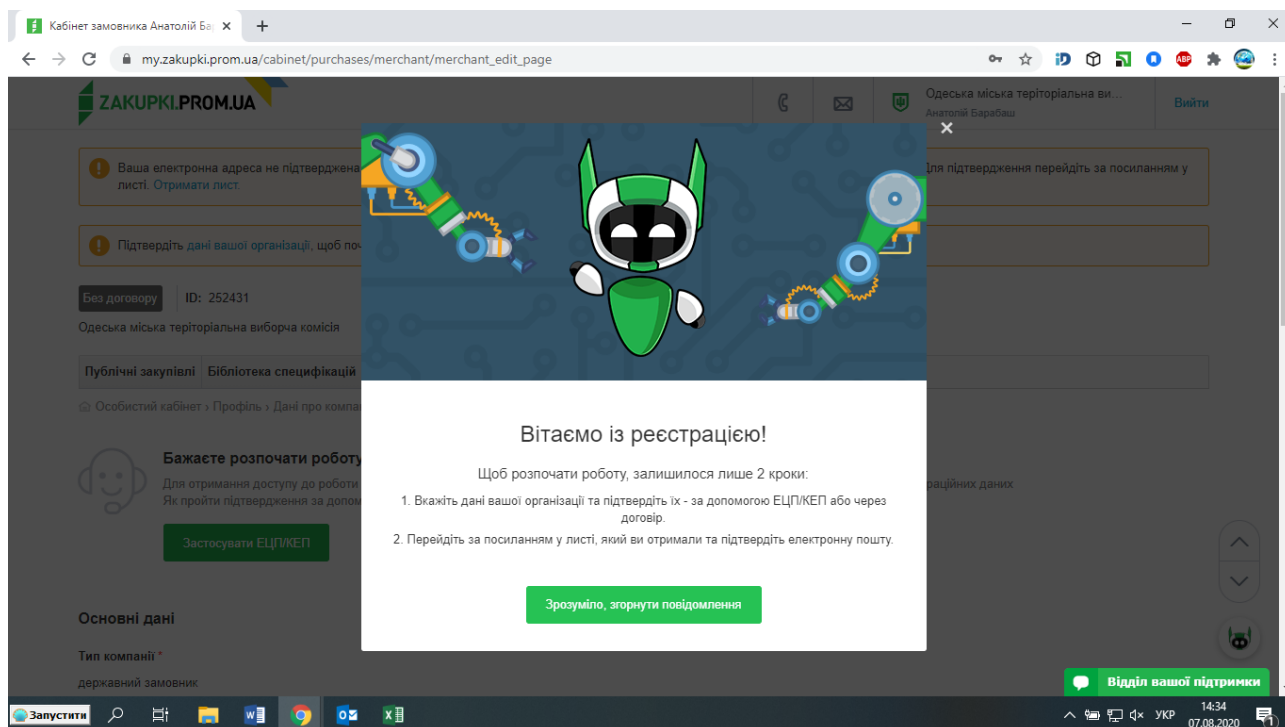 Кабінет замовника Анатолій Ба
my.zakupki.prom.ua/cabinet/purchases/merchant/merchant_edit_page
ABP
ZAKUPKI.PROM.UA
Одеська міська теріторіальна ви...
Анатолій Барабаш
Вийти
Ваша електронна адреса не підтверджена
Для підтвердження перейдіть за посиланням у
листі. Отримати лист.
Підтвердіть дані вашої організації, щоб поч
Без договору
ID: 252431
Одеська міська теріторіальна виборча комісія
Публічні закупівлі
Бібліотека специфікацій
Особистий кабінет › Профіль › Дані про компа
Бажаєте розпочати роботу
Для отримання доступу до роботи
раційних даних
Як пройти підтвердження за допом
Застосувати ЕЦП/КЕП
Вітаємо із реєстрацією!
Щоб розпочати роботу, залишилося лише 2 кроки:
1. Вкажіть дані вашої організації та підтвердіть їх - за допомогою ЕЦП/КЕП або через
договір.
2. Перейдіть за посиланням у листі, який ви отримали та підтвердіть електронну пошту.
Зрозуміло, згорнути повідомлення
Основні дані
Тип компанії *
державний замовник
Відділ вашої підтримки
Запустити
УКР
14:34
07.08.2020